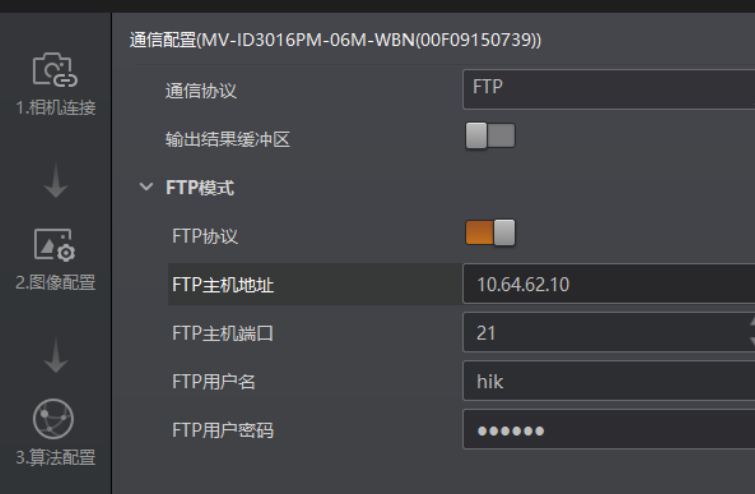 通信配置(MV-ID3016PM-06M-WBN(00F09150739))
1.相机连接
2.图像配置
3.算法配置
通信协议 FTP
输出结果缓冲区
FTP模式
FTP协议
FTP主机地址 10.64.62.10
FTP主机端口 21
FTP用户名 hik
FTP用户密码 ●●●●●●